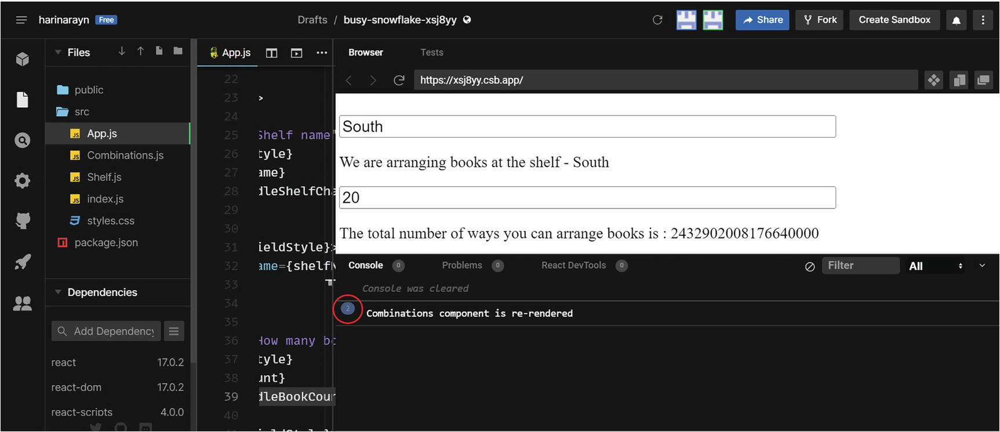 harinarayn Free Drafts / busy-snowflake-xsj8yy Share Fork Create Sandbox
Files
public
src
JS App.js
JS Combinations.js
JS Shelf.js
JS index.js
styles.css
package.json
Dependencies
Add Dependency
react 17.0.2
react-dom 17.0.2
react-scripts 4.0.0
App.js
22
23 >
24
25 Shelf name"
26 tyle}
27 ame}
28 dleShelfCha
29
30
31 ieldStyle}>
32 ame={shelfN
33
34
35
36 How many bo
37 tyle}
38 unt}
39 dleBookCoun
40
Browser Tests
https://xsj8yy.csb.app/
South
We are arranging books at the shelf - South
20
The total number of ways you can arrange books is : 2432902008176640000
Console 0 Problems 0 React DevTools 0 Filter All
Console was cleared
2 Combinations component is re-rendered